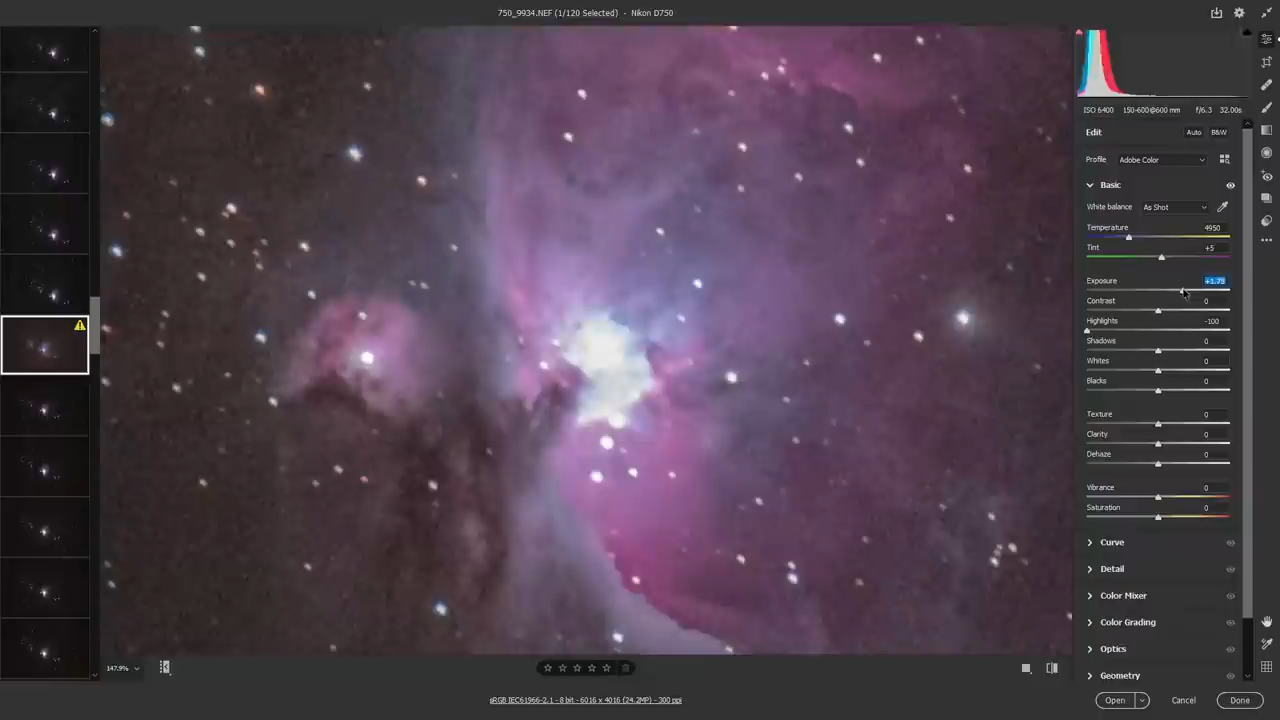 750_9934.NEF (1/120 Selected) - Nikon D750
ISO 6400 150-600@600 mm f/6.3 32.00s
Edit Auto B&W
Profile Adobe Color
Basic
White balance As Shot
Temperature 4950
Tint +5
Exposure +1.75
Contrast 0
Highlights -100
Shadows 0
Whites 0
Blacks 0
Texture 0
Clarity 0
Dehaze 0
Vibrance 0
Saturation 0
Curve
Detail
Color Mixer
Color Grading
Optics
Geometry
147.9%
sRGB IEC61966-2.1 - 8 bit - 6016 x 4016 (24.2MP) - 300 ppi
Open Cancel Done